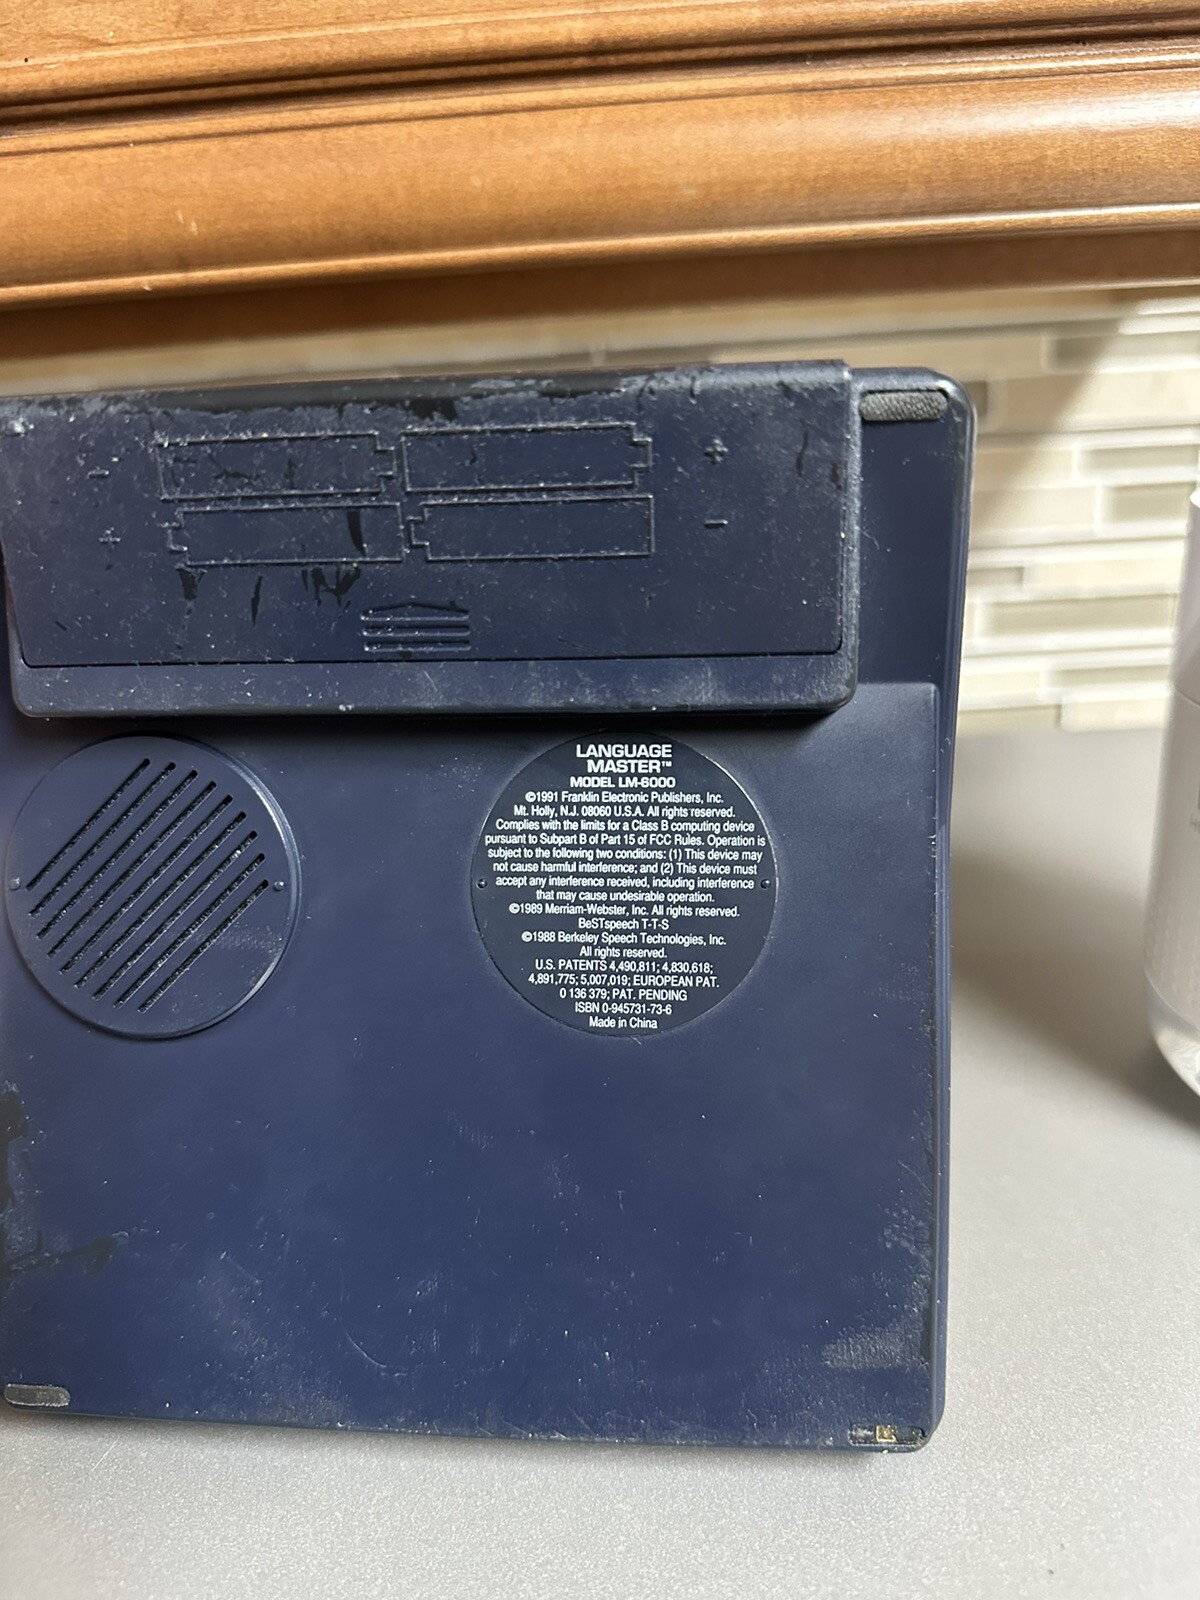 LANGUAGE
MASTER™
MODEL LM-6000
©1991 Franklin Electronic Publishers, Inc.
Mt. Holly, N.J. 08060 U.S.A. All rights reserved.
Complies with the limits for a Class B computing device
pursuant to Subpart B of Part 15 of FCC Rules. Operation is
subject to the following two conditions: (1) This device may
not cause harmful interference; and (2) This device must
accept any interference received, including interference
that may cause undesirable operation.
©1989 Merriam-Webster, Inc. All rights reserved.
BeSTspeech T-T-S
©1988 Berkeley Speech Technologies, Inc.
All rights reserved.
U.S. PATENTS 4,490,811; 4,830,618;
4,891,775; 5,007,019; EUROPEAN PAT.
0 136 379; PAT. PENDING
ISBN 0-945731-73-6
Made in China